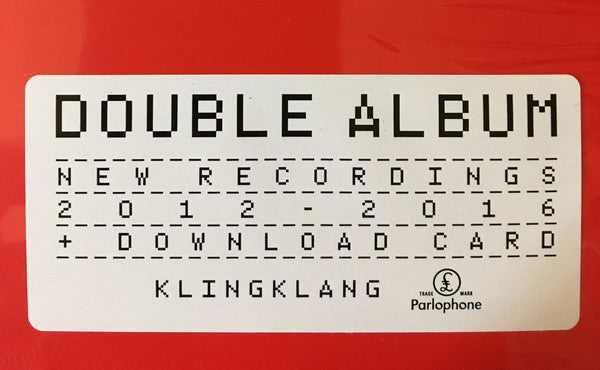 DOUBLE ALBUM
NEW RECORDINGS
2012-2016
+ DOWNLOAD CARD
KLINGKLANG
TRADE MARK
£
Parlophone